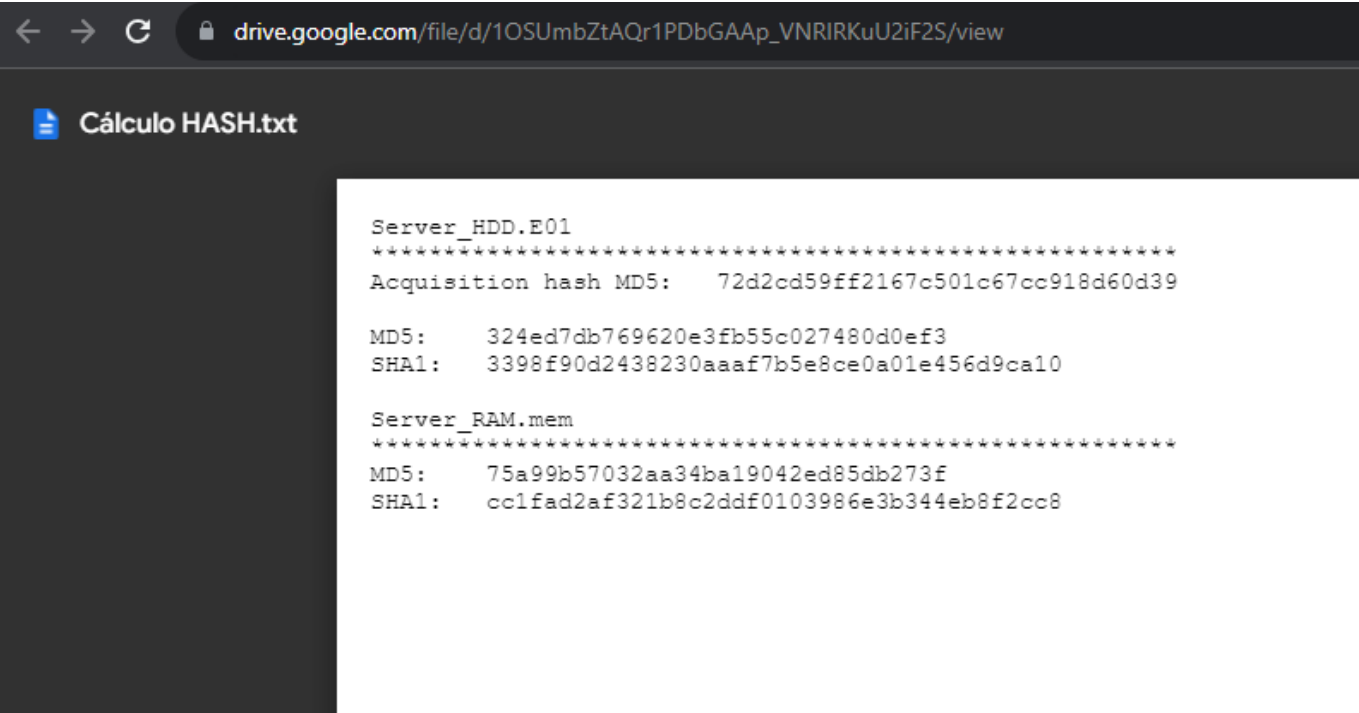 drive.google.com/file/d/1OSUmbZtAQr1PDbGAAp_VNRlRKuU2iF2S/view
Cálculo HASH.txt
Server_HDD.E01
********************************************************
Acquisition hash MD5: 72d2cd59ff2167c501c67cc918d60d39
MD5: 324ed7db769620e3fb55c027480d0ef3
SHA1: 3398f90d2438230aaaf7b5e8ce0a01e456d9ca10
Server_RAM.mem
********************************************************
MD5: 75a99b57032aa34ba19042ed85db273f
SHA1: cc1fad2af321b8c2ddf0103986e3b344eb8f2cc8